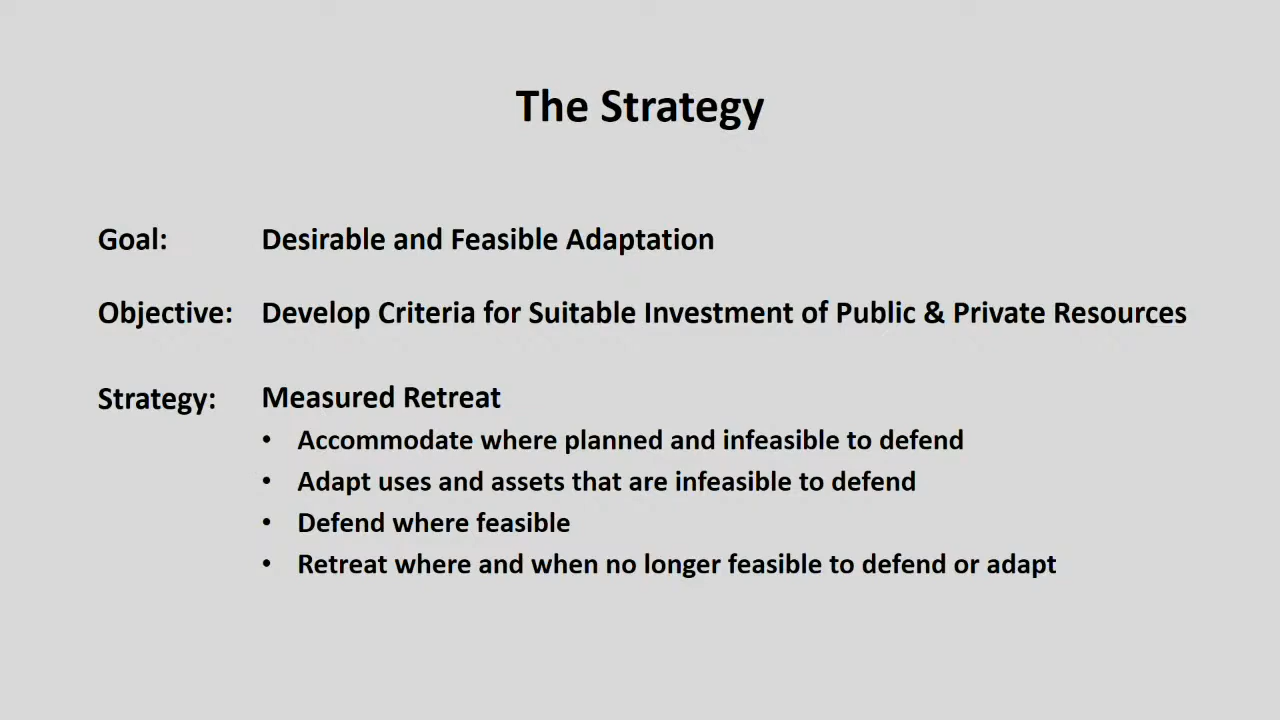 The Strategy
Goal: Desirable and Feasible Adaptation
Objective: Develop Criteria for Suitable Investment of Public & Private Resources
Strategy: Measured Retreat
• Accommodate where planned and infeasible to defend
• Adapt uses and assets that are infeasible to defend
• Defend where feasible
• Retreat where and when no longer feasible to defend or adapt